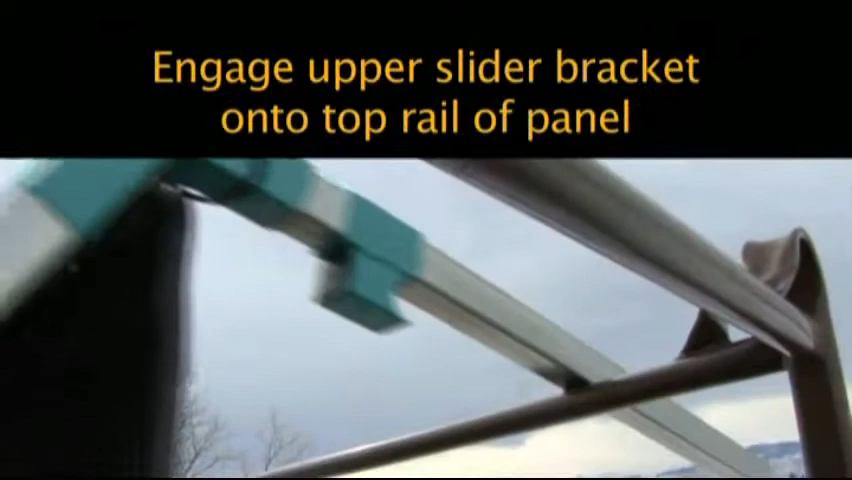 Engage upper slider bracket
onto top rail of panel